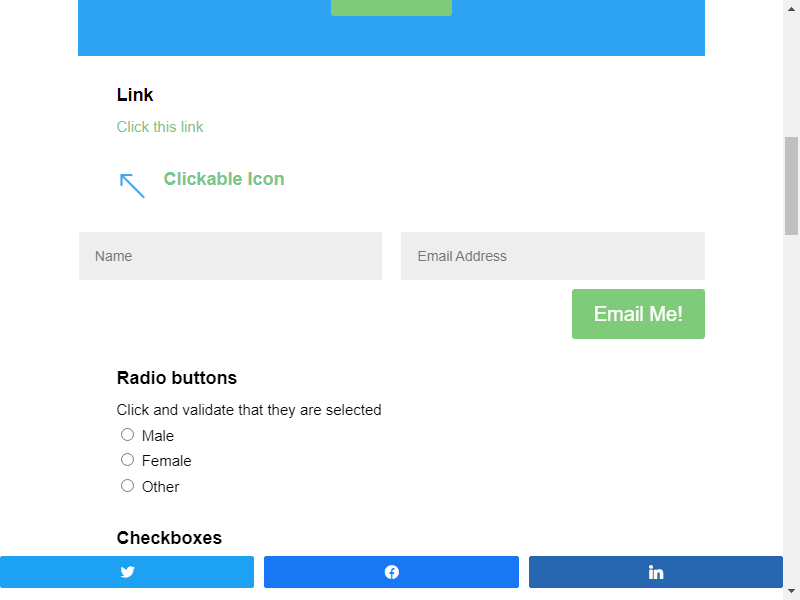 Link
Click this link
Clickable Icon
Name
Email Address
Email Me!
Radio buttons
Click and validate that they are selected
Male
Female
Other
Checkboxes